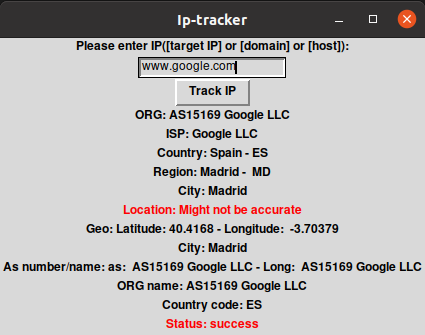 Ip-tracker
Please enter IP([target IP] or [domain] or [host]):
www.google.com
Track IP
ORG: AS15169 Google LLC
ISP: Google LLC
Country: Spain - ES
Region: Madrid -  MD
City: Madrid
Location: Might not be accurate
Geo: Latitude: 40.4168 - Longitude:  -3.70379
City: Madrid
As number/name: as:  AS15169 Google LLC - Long:  AS15169 Google LLC
ORG name: AS15169 Google LLC
Country code: ES
Status: success